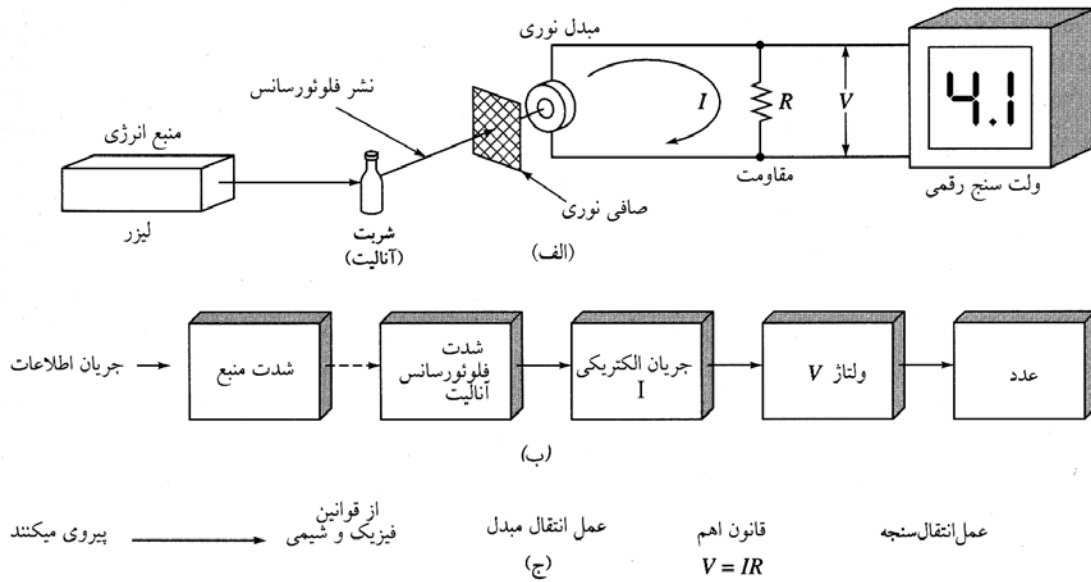 مبدل نوری
نشر فلوئورسانس
منبع انرژی
لیزر
شربت
(آنالیت)
صافی نوری
I
R
V
مقاومت
4.1
ولت سنج رقمی
(الف)
جریان اطلاعات
شدت منبع
شدت
فلوئورسانس
آنالیت
جریان الکتریکی
I
ولتاژ V
عدد
(ب)
پیروی میکنند
از قوانین
فیزیک و شیمی
عمل انتقال مبدل
قانون اهم
V = IR
عمل انتقال سنجه
(ج)